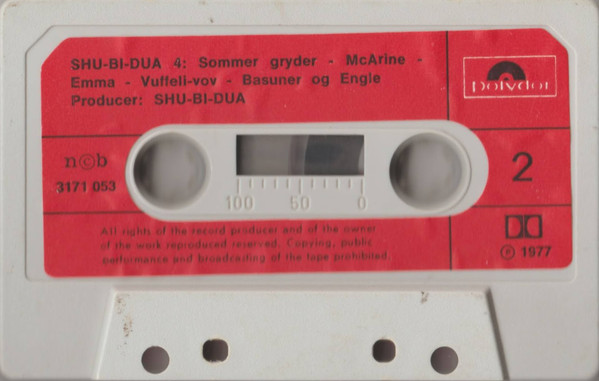 SHU-BI-DUA 4: Sommer gryder - McArine -
Emma - Vuffeli-vov - Basuner og Engle
Producer: SHU-BI-DUA
Polydor
ncb
3171 053
100 50 0
2
All rights of the record producer and of the owner
of the work reproduced reserved. Copying, public
performance and broadcasting of the tape prohibited.
℗ 1977